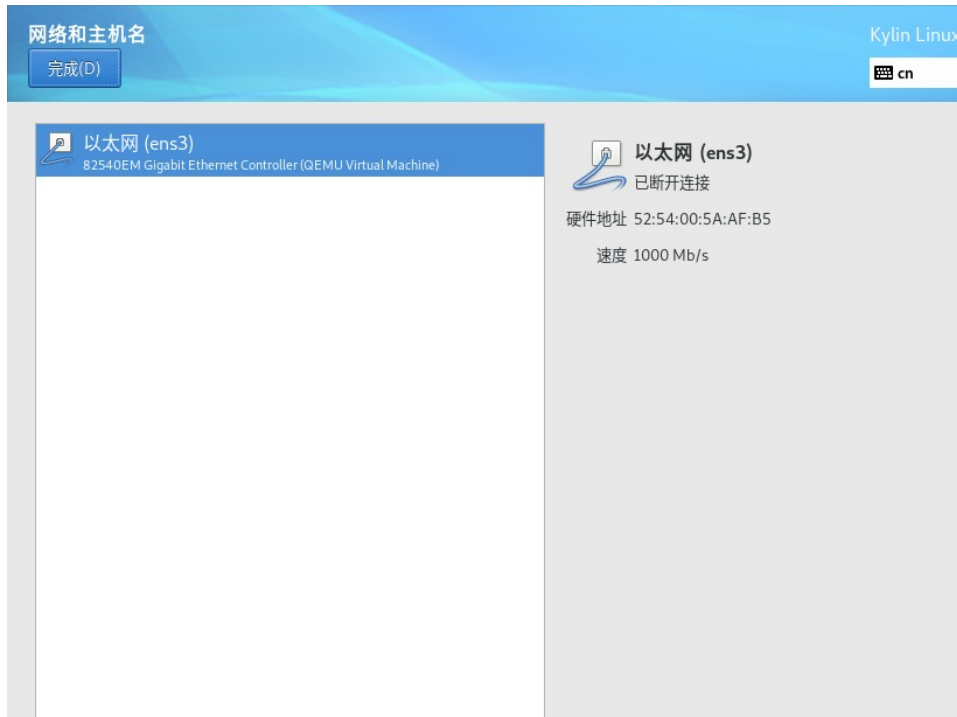 网络和主机名
Kylin Linux
完成(D)
cn
以太网 (ens3)
82540EM Gigabit Ethernet Controller (QEMU Virtual Machine)
以太网 (ens3)
已断开连接
硬件地址 52:54:00:5A:AF:B5
速度 1000 Mb/s